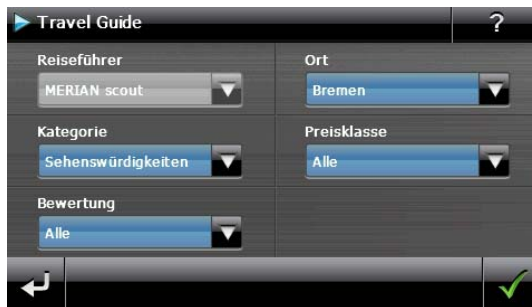 Travel Guide
?
Reiseführer
Ort
MERIAN scout
Bremen
Kategorie
Preisklasse
Sehenswürdigkeiten
Alle
Bewertung
Alle